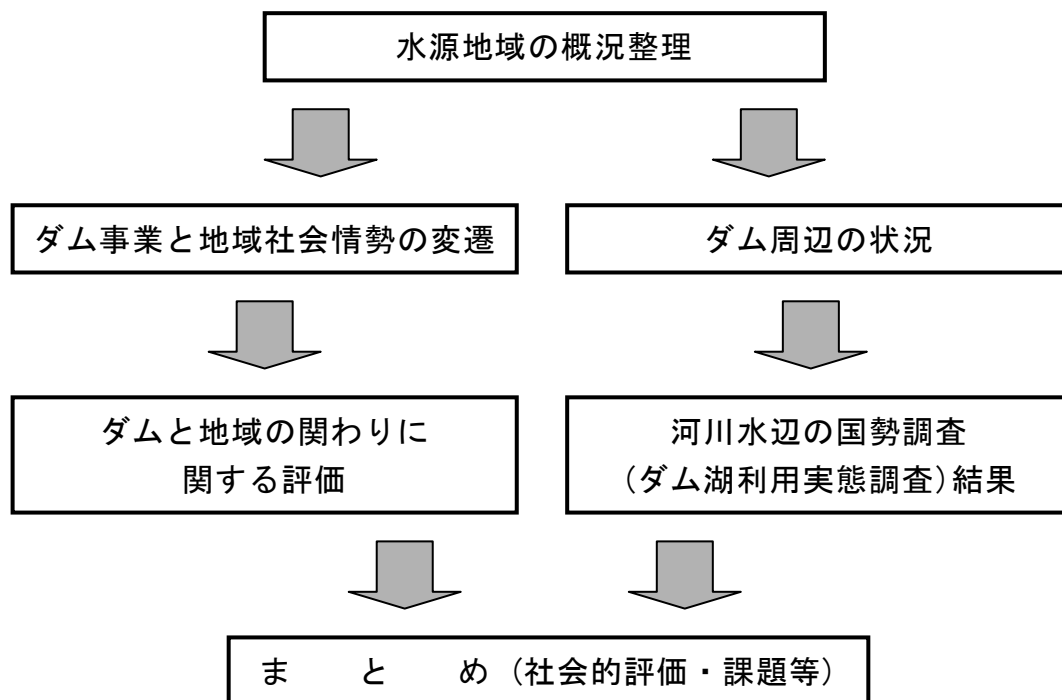 水源地域の概況整理
ダム事業と地域社会情勢の変遷
ダム周辺の状況
ダムと地域の関わりに
関する評価
河川水辺の国勢調査
(ダム湖利用実態調査)結果
ま と め (社会的評価・課題等)